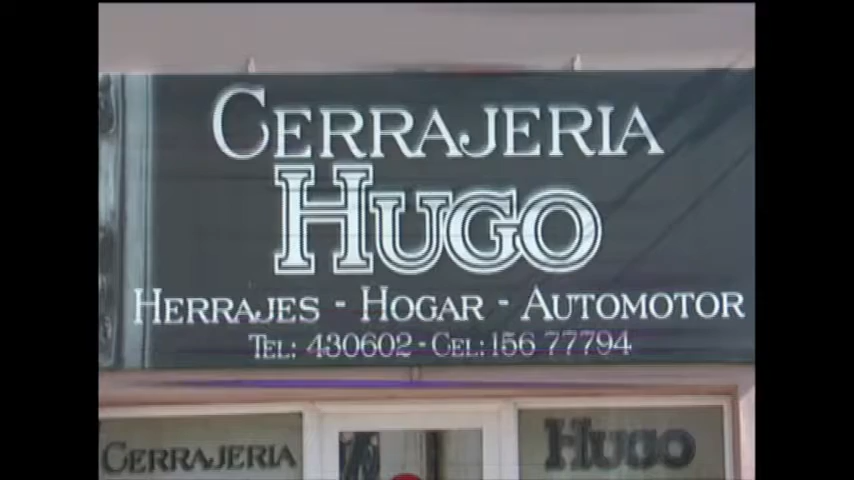 CERRAJERIA
HUGO
HERRAJES - HOGAR - AUTOMOTOR
TEL: 430602 - CEL: 156 77794
CERRAJERIA
HUGO